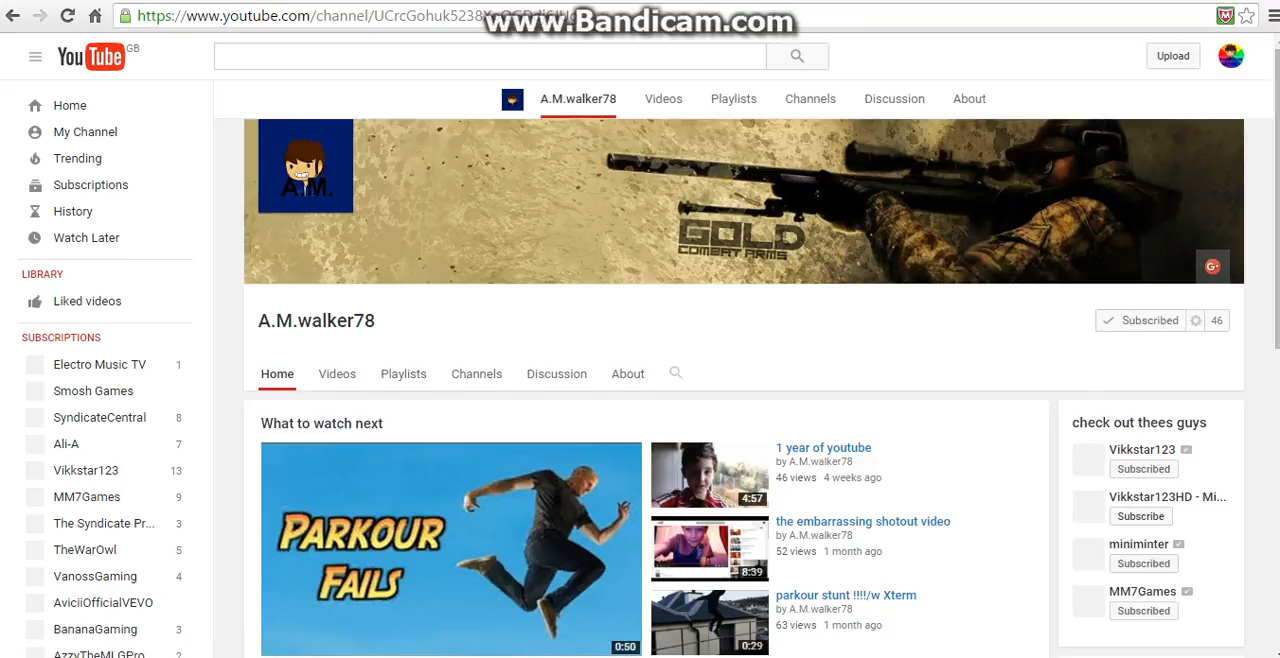 https://www.youtube.com/channel/UCrcGohuk5238
www.Bandicam.com
YouTube GB
Upload
A.M.walker78 Videos Playlists Channels Discussion About
Home
My Channel
Trending
Subscriptions
History
Watch Later
LIBRARY
Liked videos
SUBSCRIPTIONS
Electro Music TV 1
Smosh Games
SyndicateCentral 8
Ali-A 7
Vikkstar123 13
MM7Games 9
The Syndicate Pr... 3
TheWarOwl 5
VanossGaming 4
AviciiOfficialVEVO
BananaGaming 3
AzzyTheMLGPro 2
A.M.
GOLD
COMBAT ARMS
G+
A.M.walker78
Subscribed 46
Home Videos Playlists Channels Discussion About
What to watch next
PARKOUR
FAILS
0:50
1 year of youtube
by A.M.walker78
46 views 4 weeks ago
4:57
the embarrassing shotout video
by A.M.walker78
52 views 1 month ago
8:39
parkour stunt !!!!/w Xterm
by A.M.walker78
63 views 1 month ago
0:29
check out thees guys
Vikkstar123
Subscribed
Vikkstar123HD - Mi...
Subscribe
miniminter
Subscribed
MM7Games
Subscribed